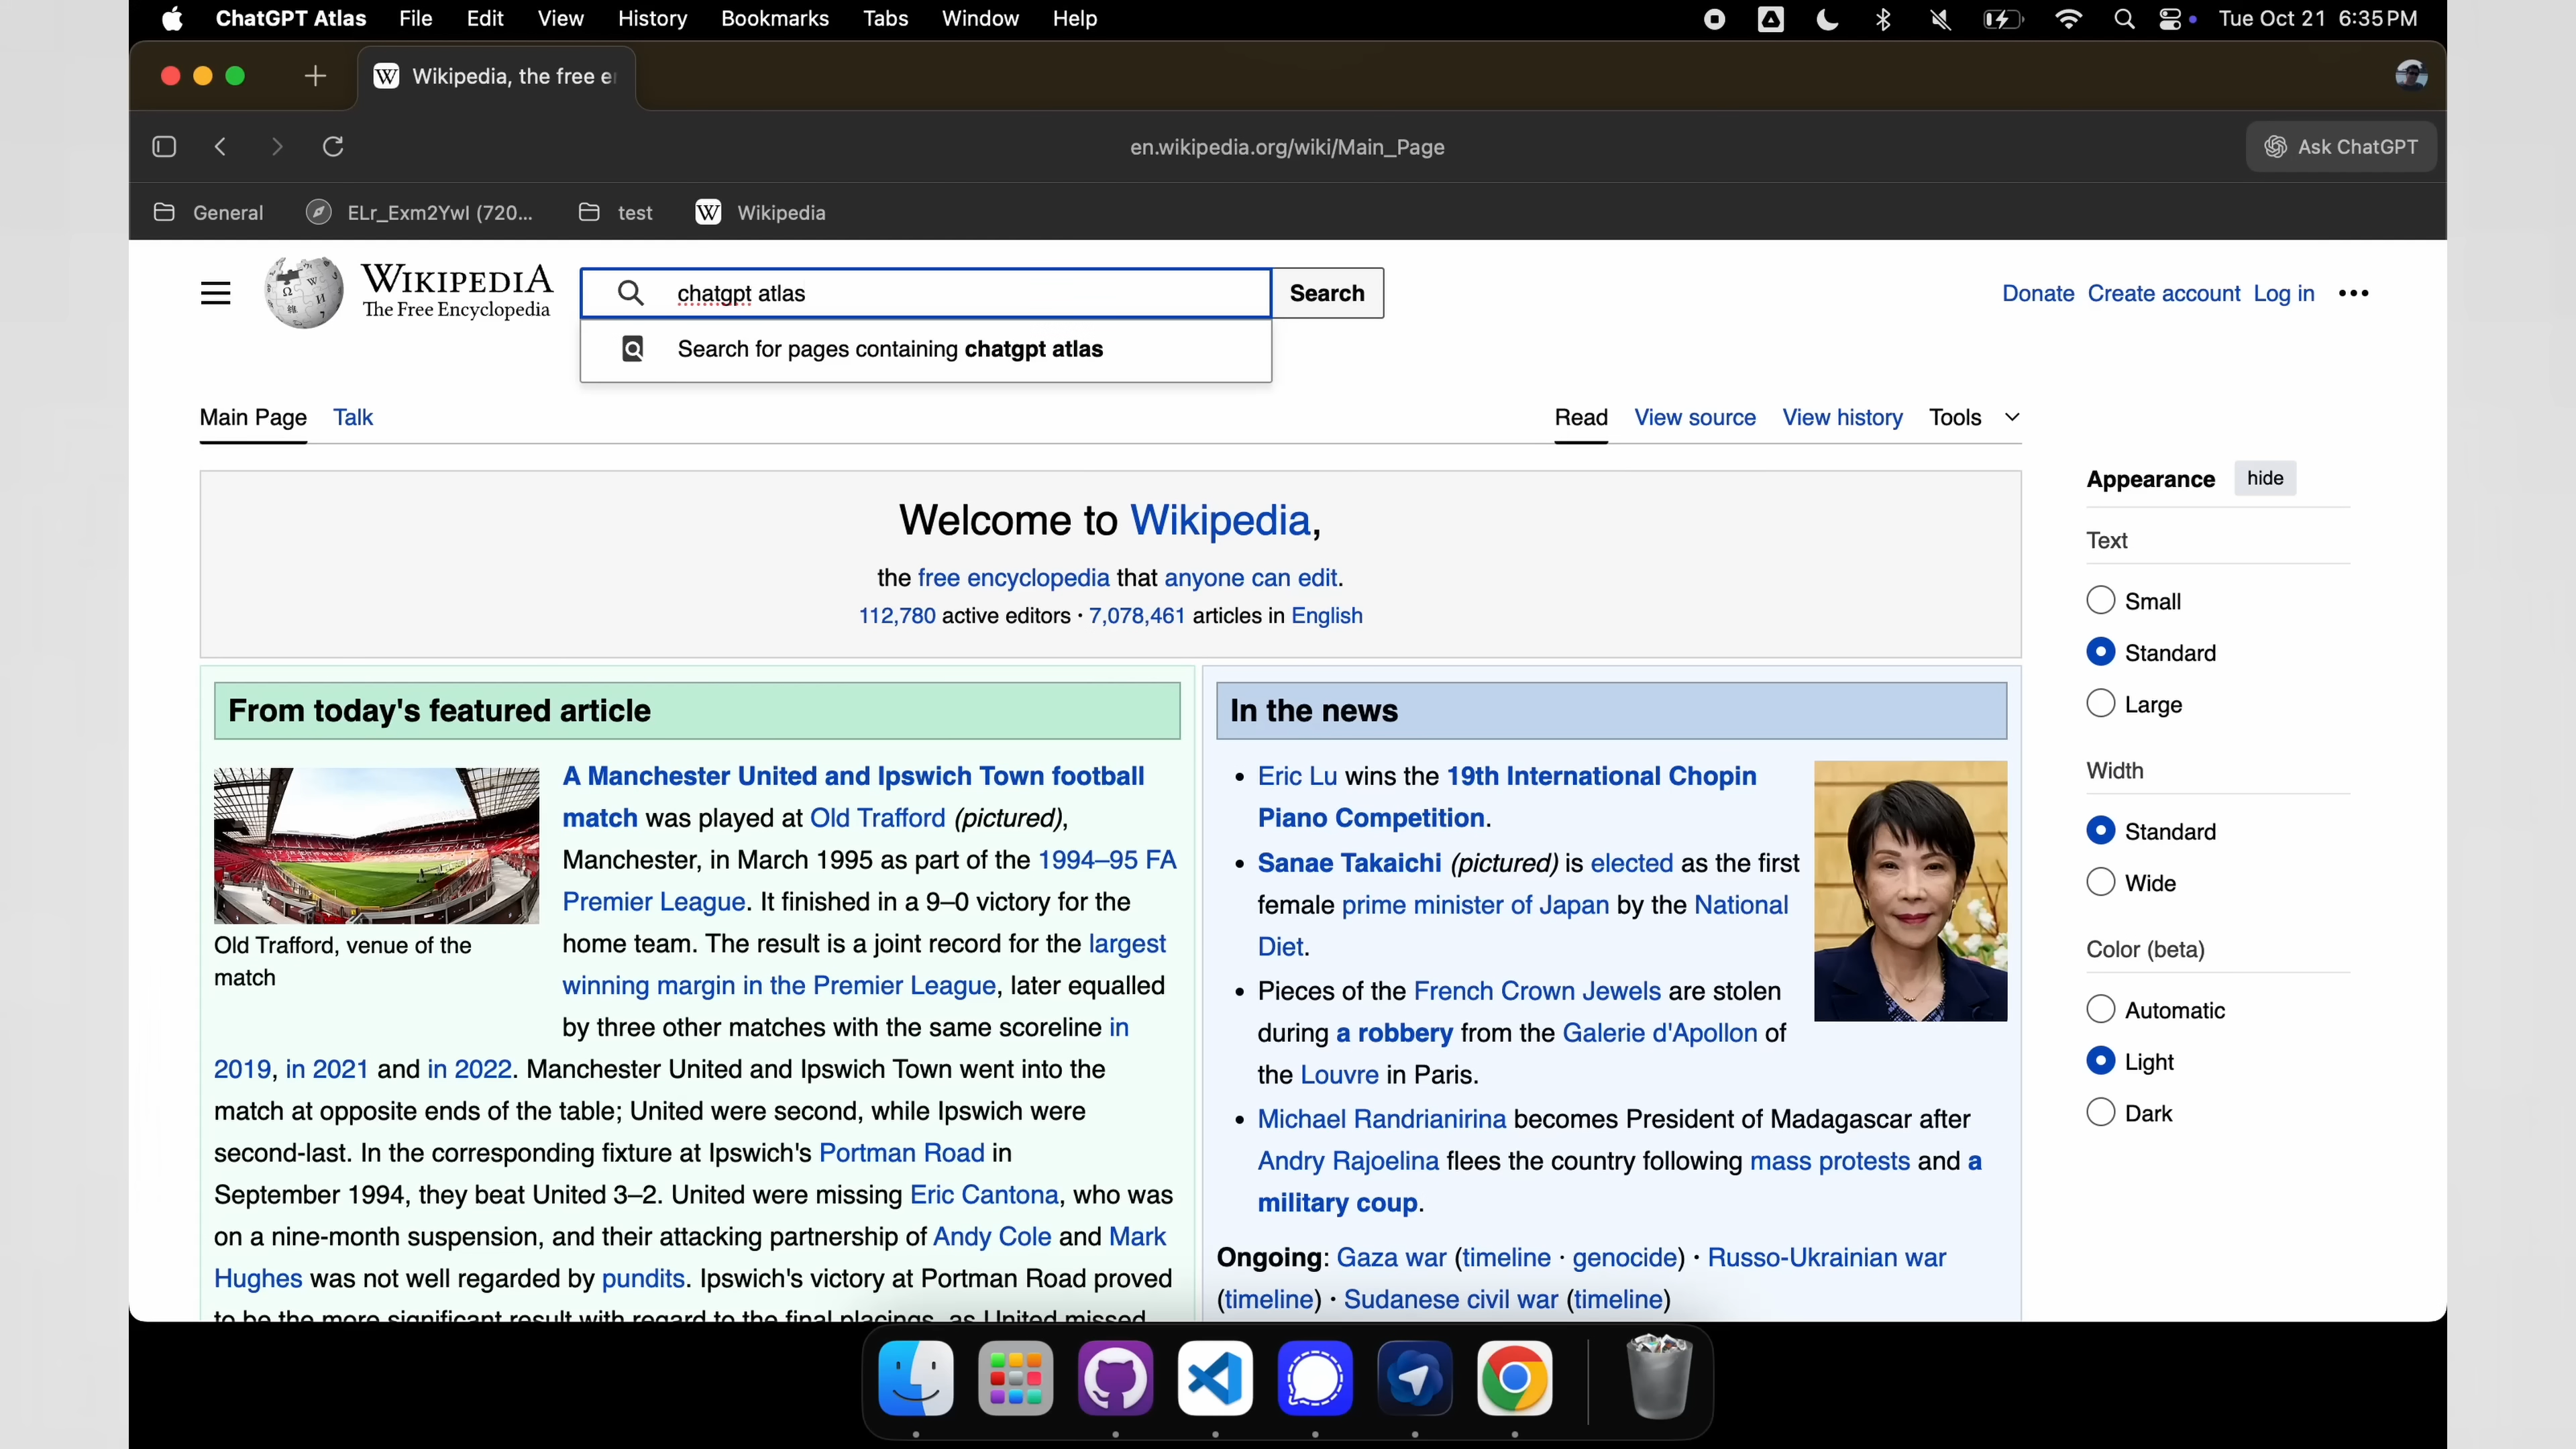 ChatGPT Atlas File Edit View History Bookmarks Tabs Window Help
Tue Oct 21 6:35 PM
Wikipedia, the free e
en.wikipedia.org/wiki/Main_Page
Ask ChatGPT
General ELr_Exm2YwI (720... test Wikipedia
WIKIPEDIA
The Free Encyclopedia
chatgpt atlas
Search
Donate Create account Log in
Search for pages containing chatgpt atlas
Main Page Talk
Read View source View history Tools
Welcome to Wikipedia,
the free encyclopedia that anyone can edit.
112,780 active editors · 7,078,461 articles in English
From today's featured article
A Manchester United and Ipswich Town football
match was played at Old Trafford (pictured),
Manchester, in March 1995 as part of the 1994–95 FA
Premier League. It finished in a 9–0 victory for the
home team. The result is a joint record for the largest
winning margin in the Premier League, later equalled
by three other matches with the same scoreline in
Old Trafford, venue of the
match
2019, in 2021 and in 2022. Manchester United and Ipswich Town went into the
match at opposite ends of the table; United were second, while Ipswich were
second-last. In the corresponding fixture at Ipswich's Portman Road in
September 1994, they beat United 3–2. United were missing Eric Cantona, who was
on a nine-month suspension, and their attacking partnership of Andy Cole and Mark
Hughes was not well regarded by pundits. Ipswich's victory at Portman Road proved
to be the more significant result with regard to the final placings, as United missed
In the news
• Eric Lu wins the 19th International Chopin
Piano Competition.
• Sanae Takaichi (pictured) is elected as the first
female prime minister of Japan by the National
Diet.
• Pieces of the French Crown Jewels are stolen
during a robbery from the Galerie d'Apollon of
the Louvre in Paris.
• Michael Randrianirina becomes President of Madagascar after
Andry Rajoelina flees the country following mass protests and a
military coup.
Ongoing: Gaza war (timeline · genocide) · Russo-Ukrainian war
(timeline) · Sudanese civil war (timeline)
Appearance hide
Text
Small
Standard
Large
Width
Standard
Wide
Color (beta)
Automatic
Light
Dark